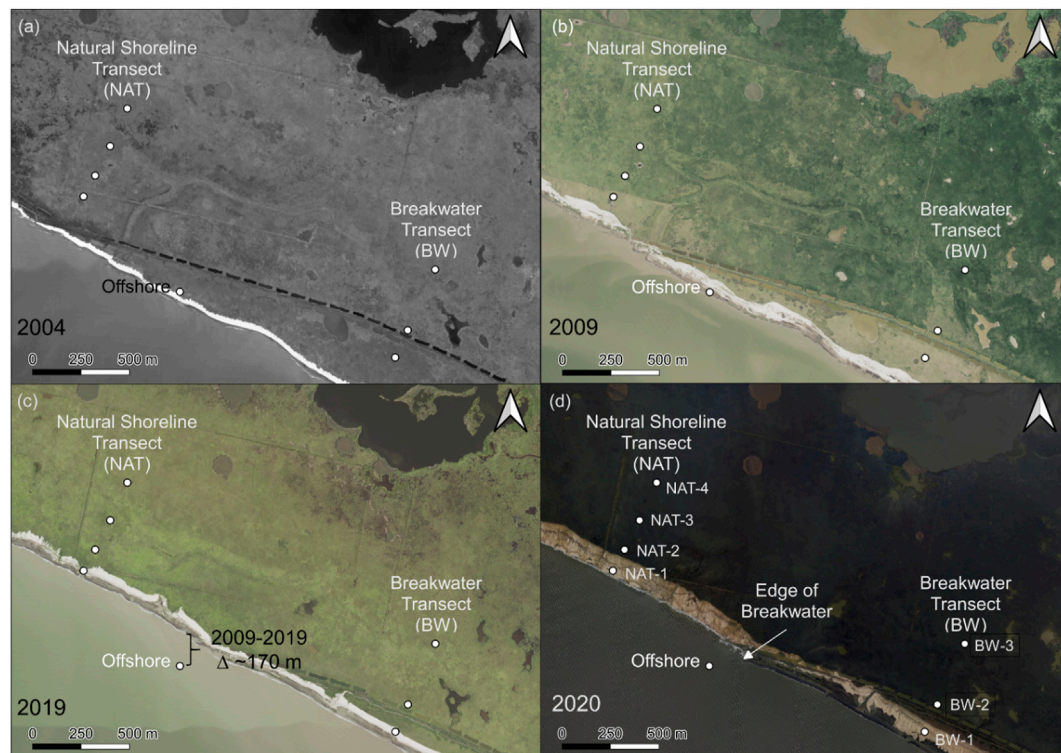 (a)
Natural Shoreline
Transect
(NAT)
Breakwater
Transect
(BW)
Offshore
2004
0 250 500 m
(b)
Natural Shoreline
Transect
(NAT)
Breakwater
Transect
(BW)
Offshore
2009
0 250 500 m
(c)
Natural Shoreline
Transect
(NAT)
Breakwater
Transect
(BW)
2009-2019
Δ ~170 m
Offshore
2019
0 250 500 m
(d)
Natural Shoreline
Transect
(NAT)
NAT-4
NAT-3
NAT-2
NAT-1
Edge of
Breakwater
Breakwater
Transect
(BW)
BW-3
Offshore
BW-2
BW-1
2020
0 250 500 m